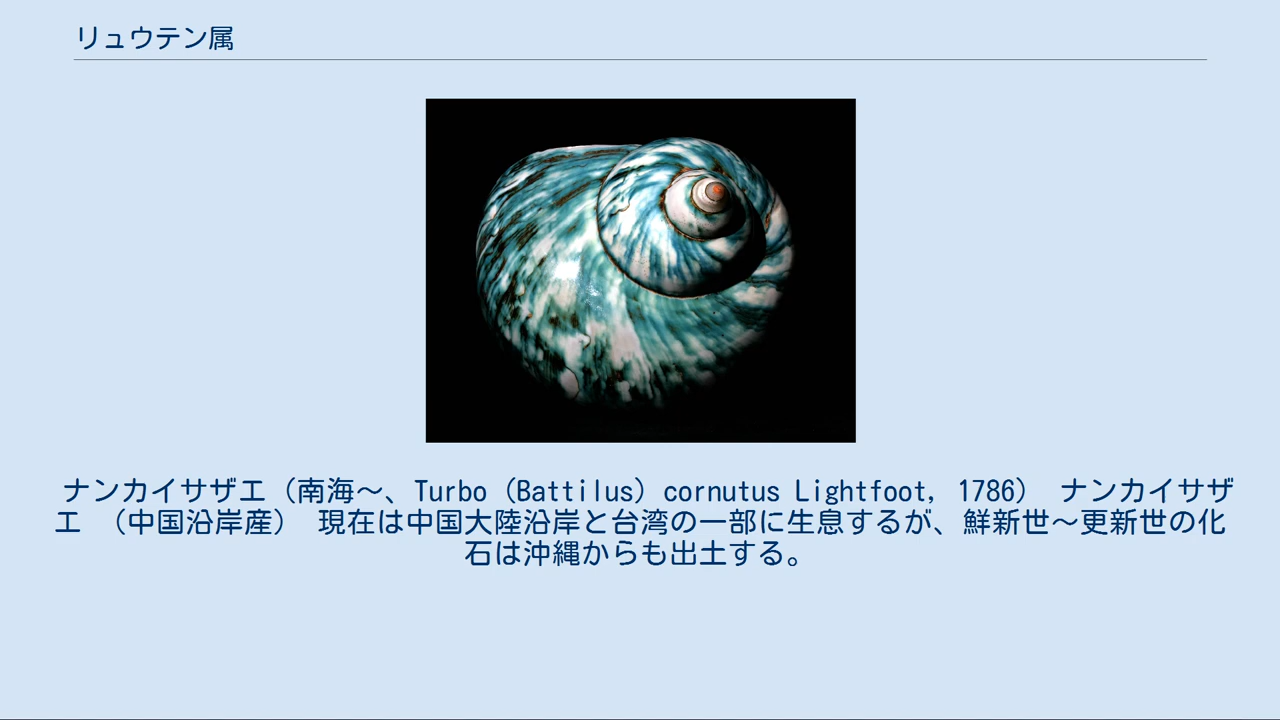 リュウテン属
ナンカイサザエ（南海～、Turbo（Battilus）cornutus Lightfoot, 1786） ナンカイサザ
エ （中国沿岸産） 現在は中国大陸沿岸と台湾の一部に生息するが、鮮新世～更新世の化
石は沖縄からも出土する。